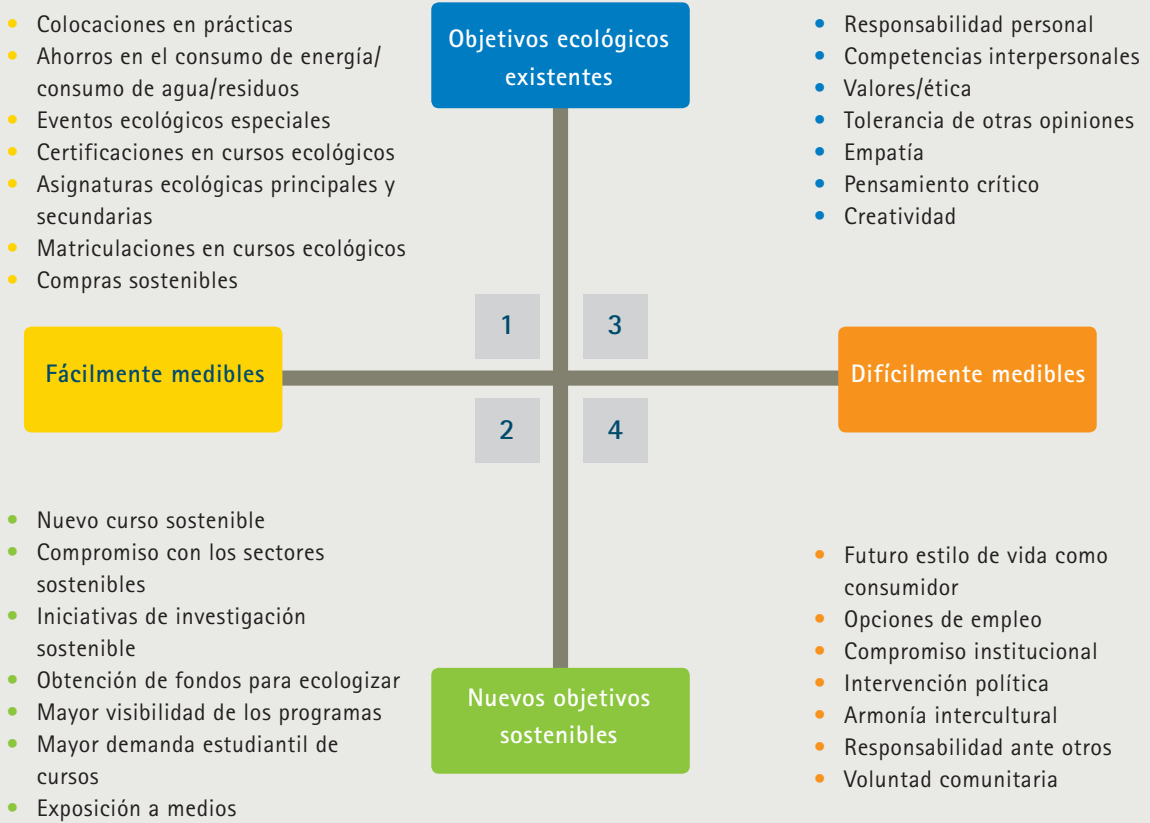 Colocaciones en prácticas
Ahorros en el consumo de energía/
consumo de agua/residuos
Eventos ecológicos especiales
Certificaciones en cursos ecológicos
Asignaturas ecológicas principales y
secundarias
Matriculaciones en cursos ecológicos
Compras sostenibles
Objetivos ecológicos
existentes
Responsabilidad personal
Competencias interpersonales
Valores/ética
Tolerancia de otras opiniones
Empatía
Pensamiento crítico
Creatividad
1
3
Fácilmente medibles
Difícilmente medibles
2
4
Nuevo curso sostenible
Compromiso con los sectores
sostenibles
Iniciativas de investigación
sostenible
Obtención de fondos para ecologizar
Mayor visibilidad de los programas
Mayor demanda estudiantil de
cursos
Exposición a medios
Nuevos objetivos
sostenibles
Futuro estilo de vida como
consumidor
Opciones de empleo
Compromiso institucional
Intervención política
Armonía intercultural
Responsabilidad ante otros
Voluntad comunitaria